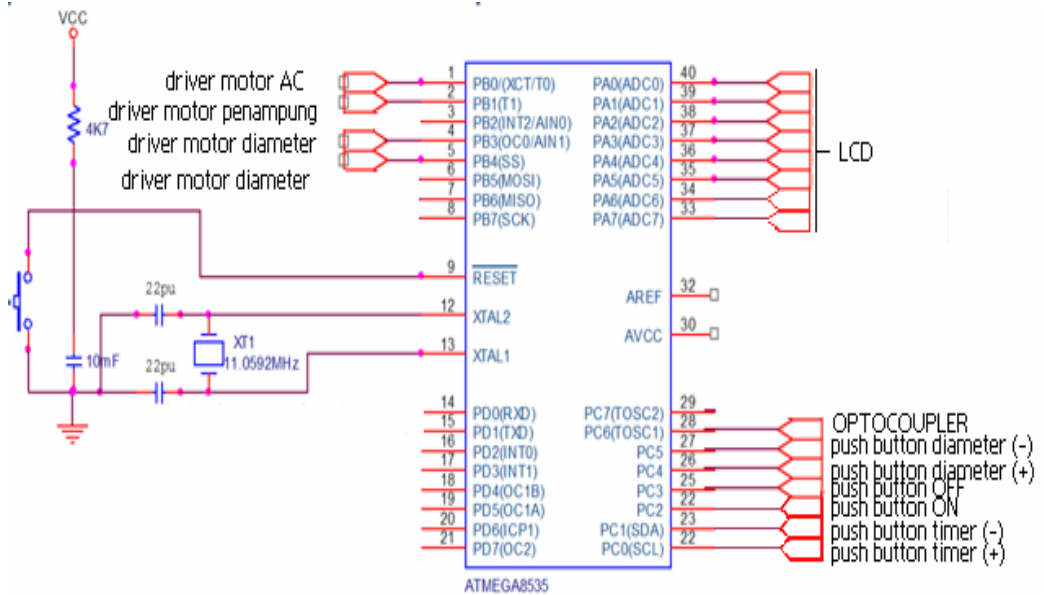 VCC
4K7
driver motor AC
driver motor penampung
driver motor diameter
driver motor diameter
1
2
3
4
5
6
7
8
PB0/(XCT/T0)
PB1(T1)
PB2(INT2/AIN0)
PB3(OC0/AIN1)
PB4(SS)
PB5(MOSI)
PB6(MISO)
PB7(SCK)
PA0(ADC0)
PA1(ADC1)
PA2(ADC2)
PA3(ADC3)
PA4(ADC4)
PA5(ADC5)
PA6(ADC6)
PA7(ADC7)
40
39
38
37
36
35
34
33
LCD
9
RESET
12
XTAL2
13
XTAL1
AREF
32
AVCC
30
22pu
22pu
10mF
XT1
11.0592MHz
14
15
16
17
18
19
20
21
PD0(RXD)
PD1(TXD)
PD2(INT0)
PD3(INT1)
PD4(OC1B)
PD5(OC1A)
PD6(ICP1)
PD7(OC2)
PC7(TOSC2)
PC6(TOSC1)
PC5
PC4
PC3
PC2
PC1(SDA)
PC0(SCL)
29
28
27
26
25
22
23
22
OPTOCOUPLER
push button diameter (-)
push button diameter (+)
push button OFF
push button ON
push button timer (-)
push button timer (+)
ATMEGA8535